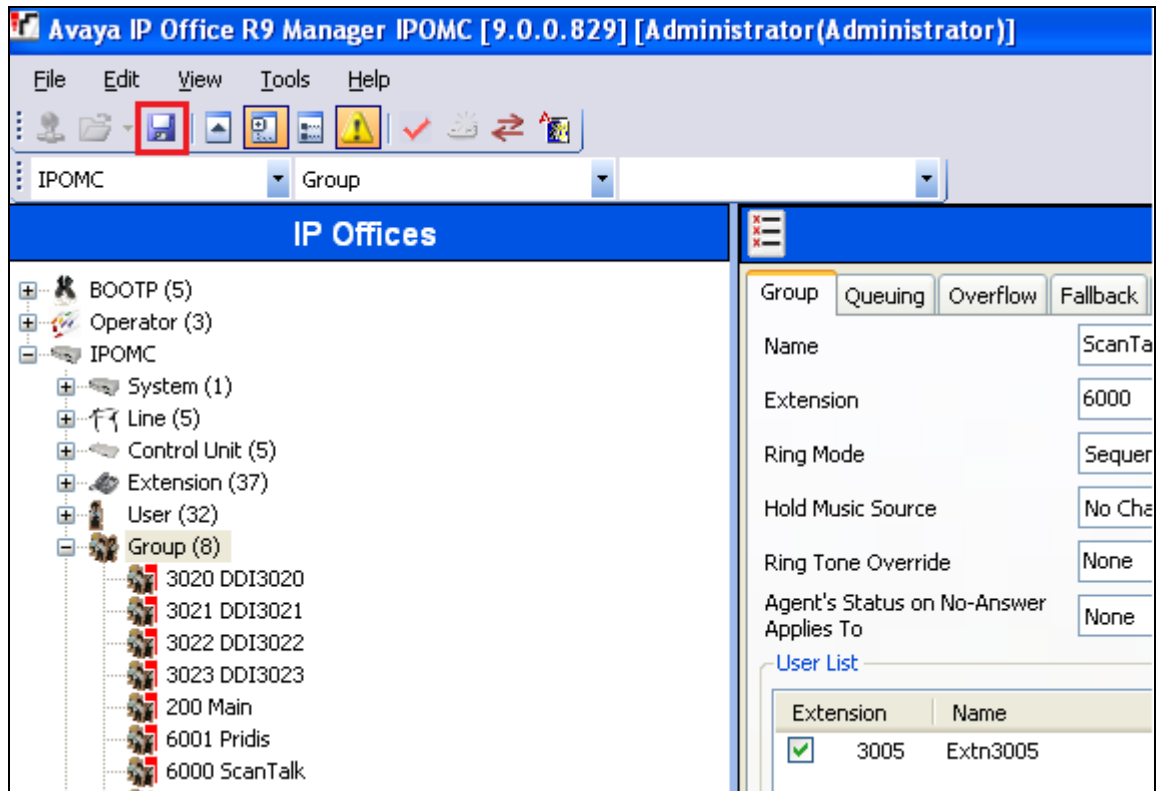 Avaya IP Office R9 Manager IPOMC [9.0.0.829] [Administrator(Administrator)]
File Edit View Tools Help
IPOMC Group
IP Offices
BOOTP (5)
Operator (3)
IPOMC
System (1)
Line (5)
Control Unit (5)
Extension (37)
User (32)
Group (8)
3020 DDI3020
3021 DDI3021
3022 DDI3022
3023 DDI3023
200 Main
6001 Pridis
6000 ScanTalk
Group Queuing Overflow Fallback
Name ScanTa
Extension 6000
Ring Mode Sequer
Hold Music Source No Cha
Ring Tone Override None
Agent's Status on No-Answer
Applies To None
User List
Extension Name
3005 Extn3005